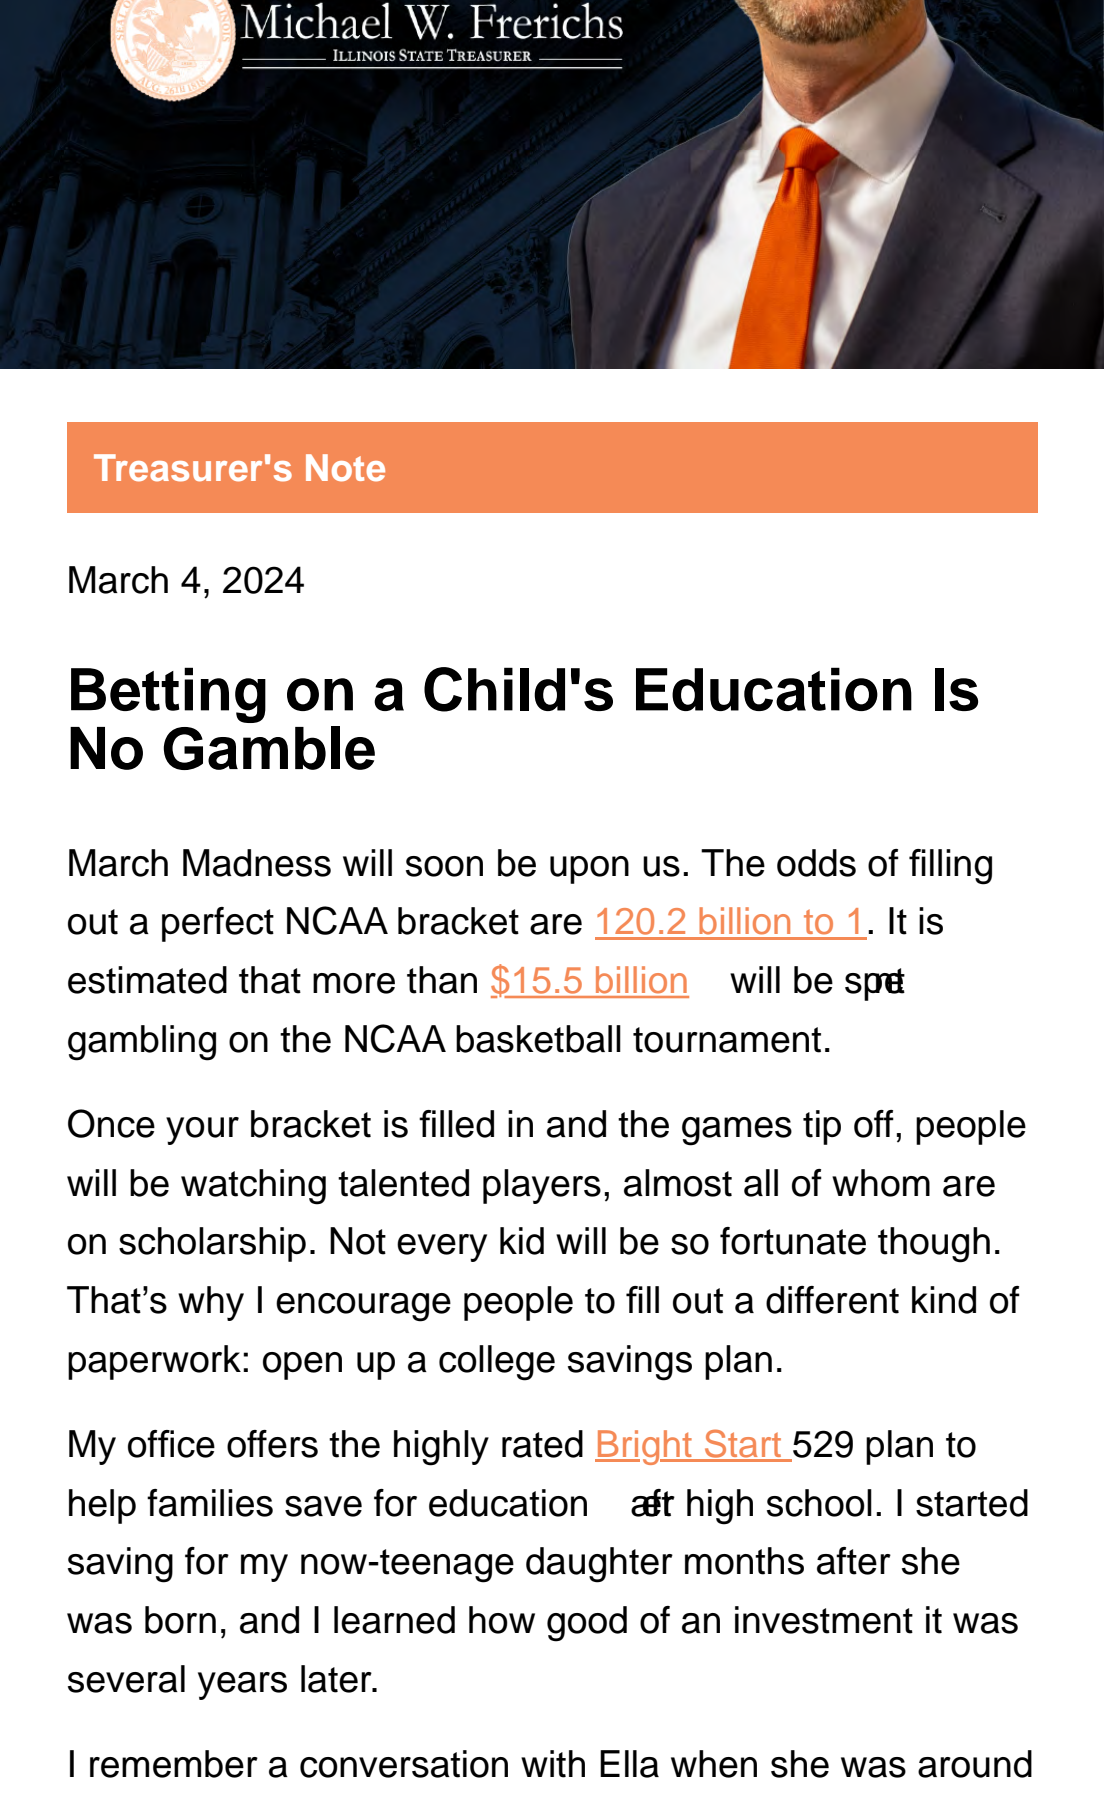 Michael W. Frerichs
ILLINOIS STATE TREASURER
AUG. 26TH 1818
Treasurer's Note
March 4, 2024
Betting on a Child's Education Is
No Gamble
March Madness will soon be upon us. The odds of filling
out a perfect NCAA bracket are 120.2 billion to 1. It is
estimated that more than $15.5 billion will be spent
gambling on the NCAA basketball tournament.
Once your bracket is filled in and the games tip off, people
will be watching talented players, almost all of whom are
on scholarship. Not every kid will be so fortunate though.
That’s why I encourage people to fill out a different kind of
paperwork: open up a college savings plan.
My office offers the highly rated Bright Start 529 plan to
help families save for education after high school. I started
saving for my now-teenage daughter months after she
was born, and I learned how good of an investment it was
several years later.
I remember a conversation with Ella when she was around